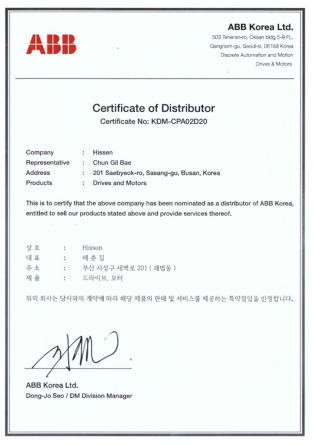 ABB
ABB Korea Ltd.
503 Teheran-ro, Oksan bldg 5-9 FL,
Gangnam-gu, Seoul-si, 06168 Korea
Discrete Automation and Motion
Drives & Motors
Certificate of Distributor
Certificate No: KDM-CPA02D20
Company : Hissen
Representative : Chun Gil Bae
Address : 201 Saebyeok-ro, Sasang-gu, Busan, Korea
Products : Drives and Motors
This is to certify that the above company has been nominated as a distributor of ABB Korea,
entitled to sell our products stated above and provide services thereof.
상 호 : Hissen
대 표 : 배 춘 길
주 소 : 부산 사상구 새벽로 201 ( 괘법동 )
제 품 : 드라이브, 모터
위의 회사는 당사와의 계약에 따라 해당 제품의 판매 및 서비스를 제공하는 특약점임을 인정합니다.
ABB Korea Ltd.
Dong-Jo Seo / DM Division Manager